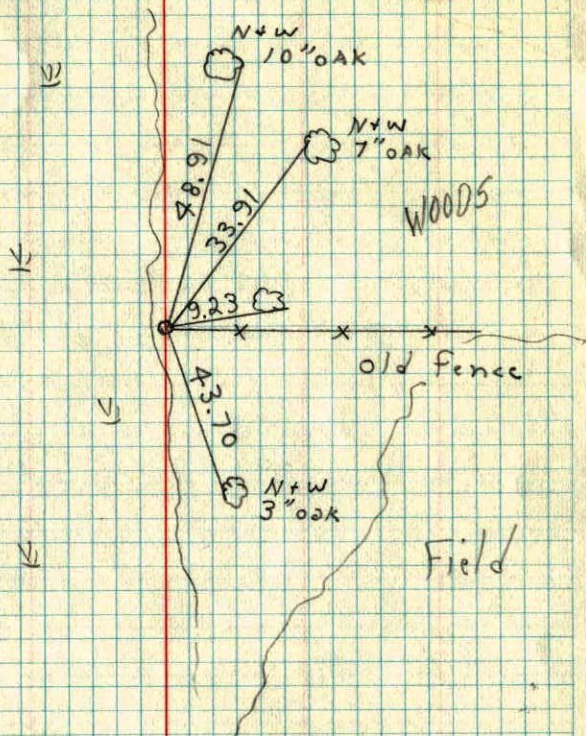 N+W
10" OAK
N+W
7" OAK
48.91
33.91
WOODS
9.23
old fence
43.70
N+W
3" oak
Field